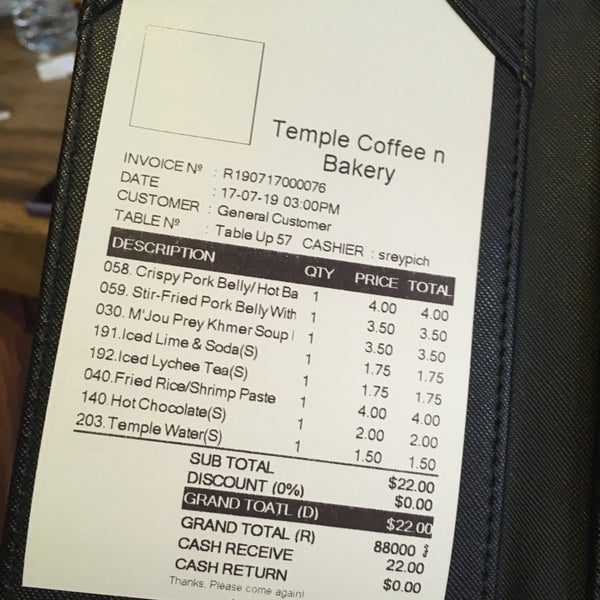 Temple Coffee n
Bakery
INVOICE Nº : R190717000076
DATE : 17-07-19 03:00PM
CUSTOMER : General Customer
TABLE Nº : Table Up 57 CASHIER : sreypich
DESCRIPTION QTY PRICE TOTAL
058. Crispy Pork Belly/ Hot Ba 1 4.00 4.00
059. Stir-Fried Pork Belly With 1 3.50 3.50
030. M'Jou Prey Khmer Soup 1 3.50 3.50
191.Iced Lime & Soda(S) 1 1.75 1.75
192.Iced Lychee Tea(S) 1 1.75 1.75
040.Fried Rice/Shrimp Paste 1 4.00 4.00
140.Hot Chocolate(S) 1 2.00 2.00
203.Temple Water(S) 1 1.50 1.50
SUB TOTAL $22.00
DISCOUNT (0%) $0.00
GRAND TOATL (D) $22.00
GRAND TOTAL (R) 88000 ៛
CASH RECEIVE 22.00
CASH RETURN $0.00
Thanks, Please come again!